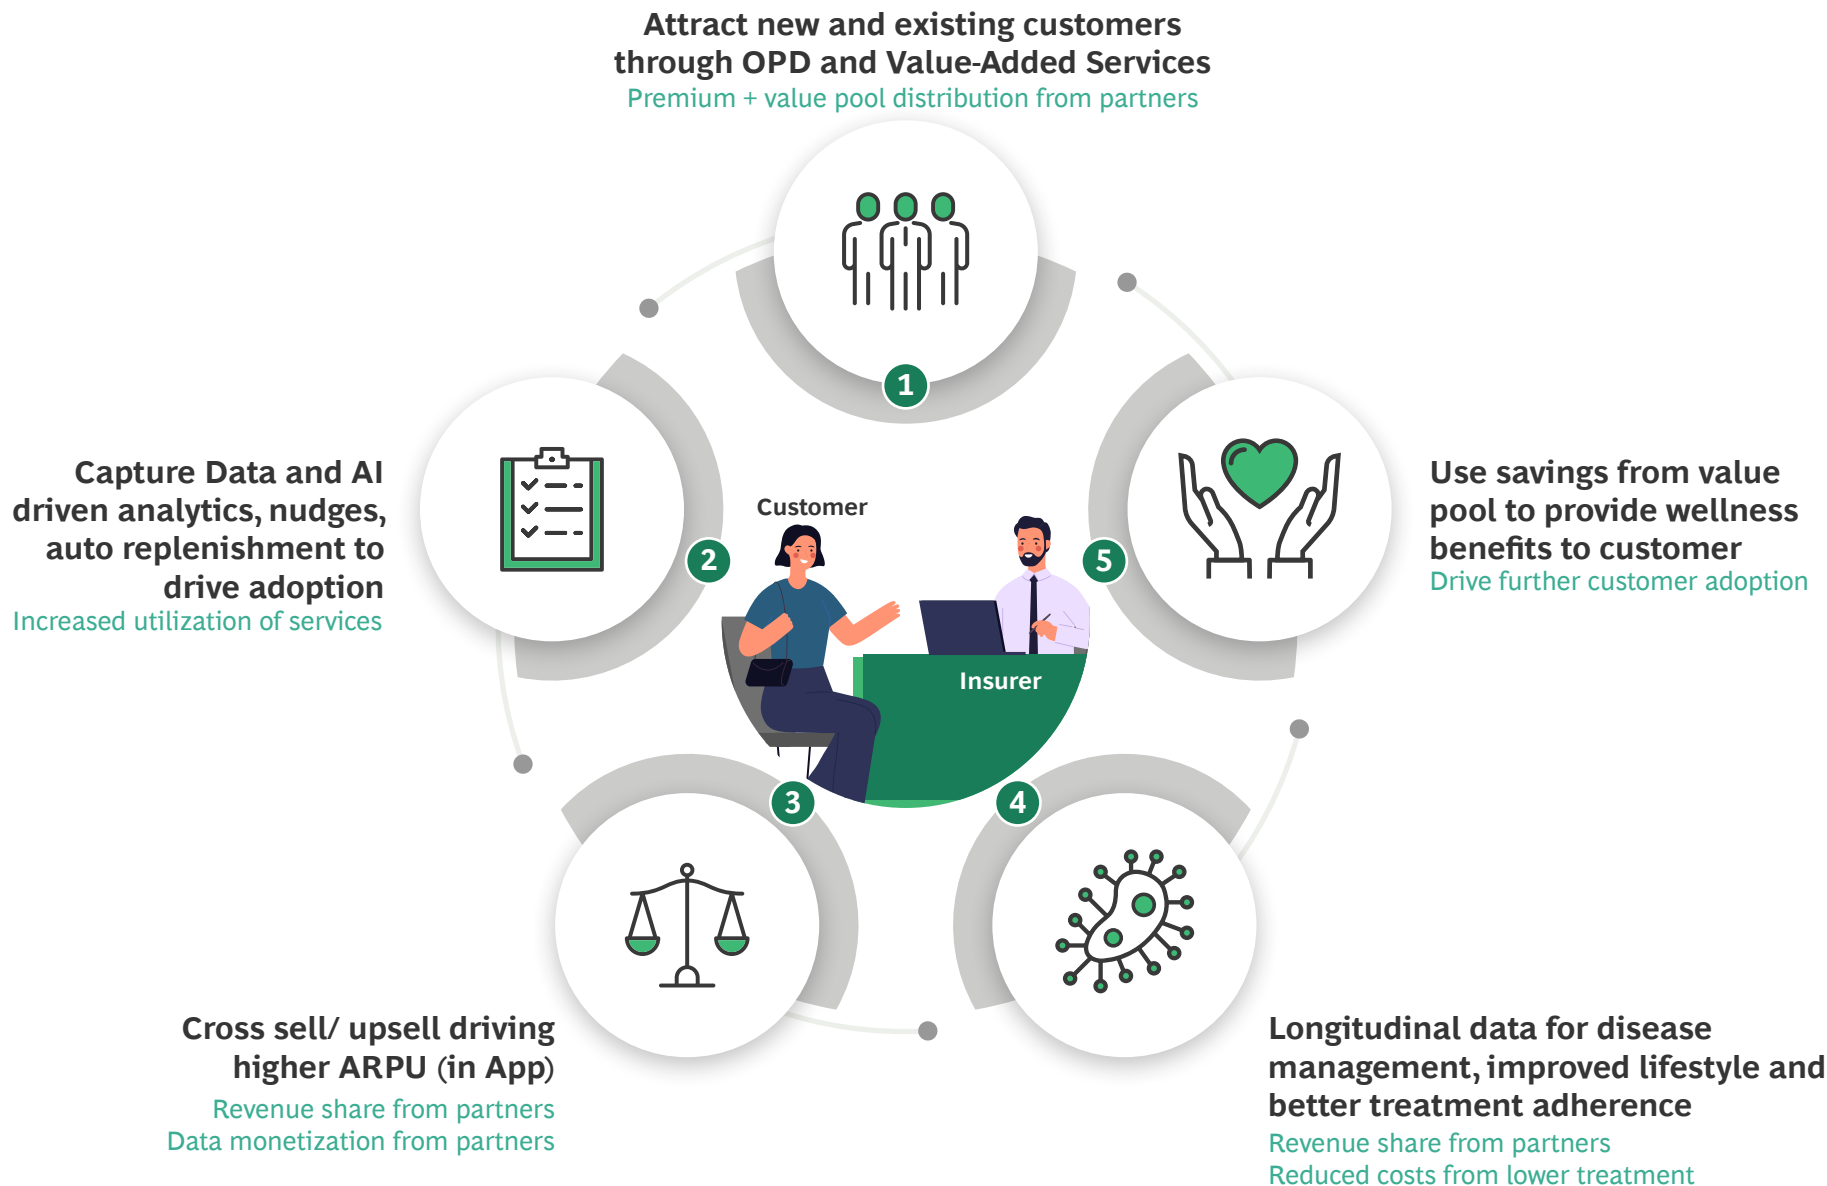 Attract new and existing customers
through OPD and Value-Added Services
Premium + value pool distribution from partners
1
Capture Data and AI
driven analytics, nudges,
auto replenishment to
drive adoption
Increased utilization of services
2
Customer
Insurer
5
Use savings from value
pool to provide wellness
benefits to customer
Drive further customer adoption
3
Cross sell/ upsell driving
higher ARPU (in App)
Revenue share from partners
Data monetization from partners
4
Longitudinal data for disease
management, improved lifestyle and
better treatment adherence
Revenue share from partners
Reduced costs from lower treatment